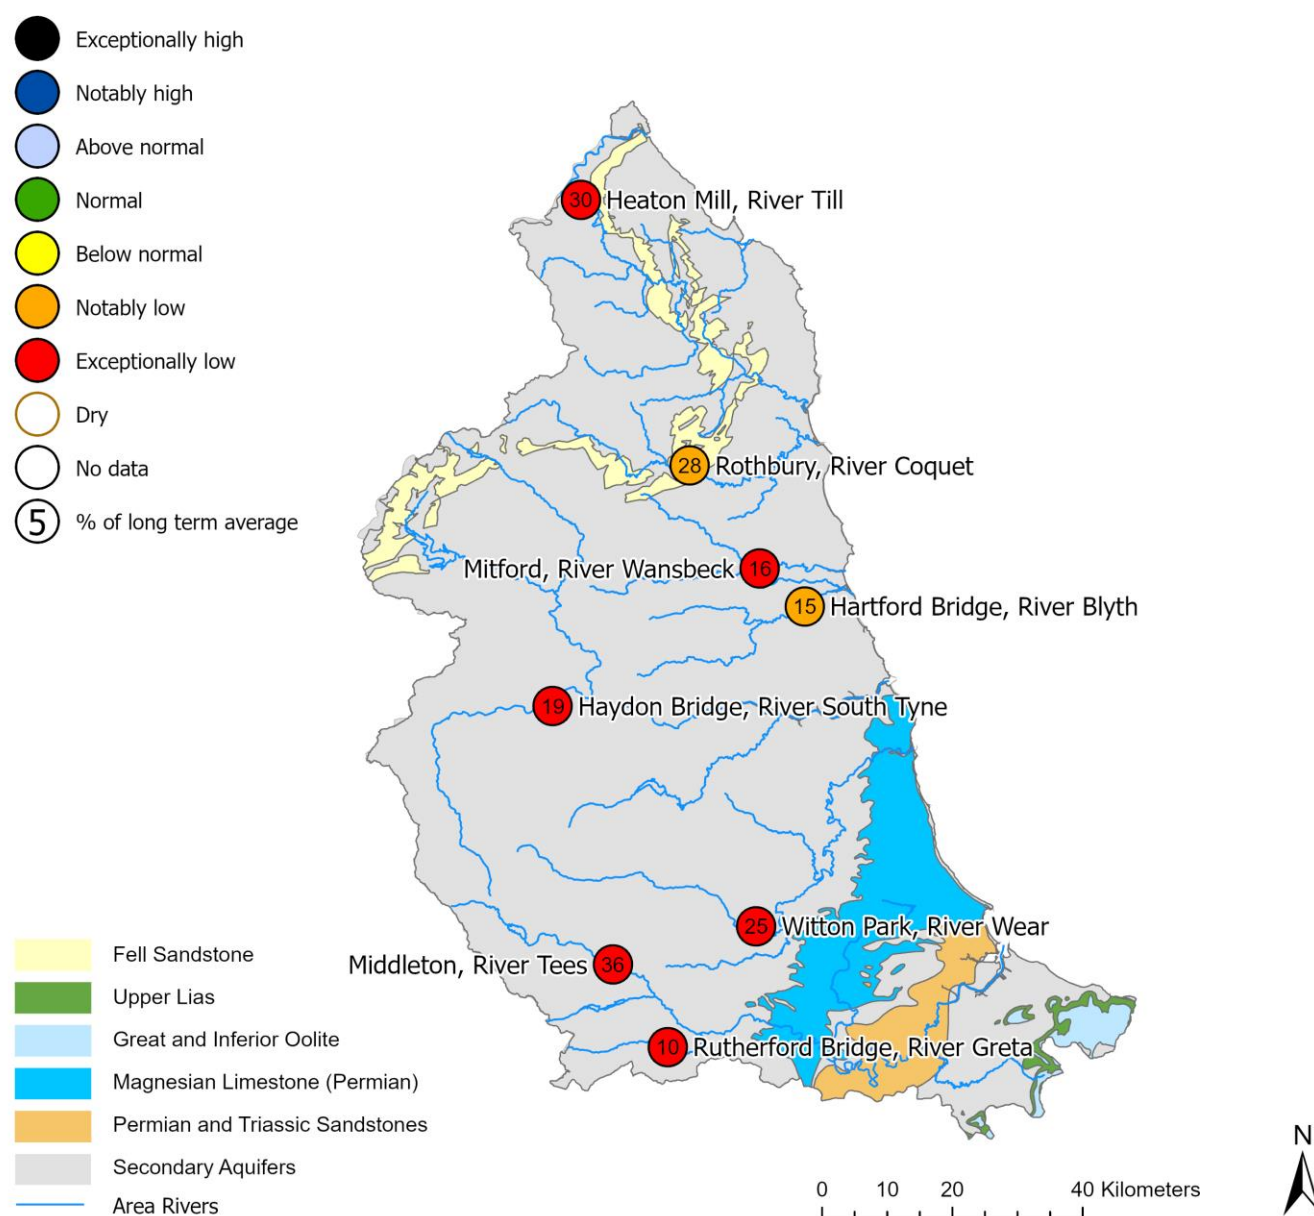 Exceptionally high
Notably high
Above normal
Normal
Below normal
Notably low
Exceptionally low
Dry
No data
5 % of long term average
30 Heaton Mill, River Till
28 Rothbury, River Coquet
Mitford, River Wansbeck 16
15 Hartford Bridge, River Blyth
19 Haydon Bridge, River South Tyne
25 Witton Park, River Wear
Middleton, River Tees 36
10 Rutherford Bridge, River Greta
Fell Sandstone
Upper Lias
Great and Inferior Oolite
Magnesian Limestone (Permian)
Permian and Triassic Sandstones
Secondary Aquifers
Area Rivers
N
0 10 20 40 Kilometers